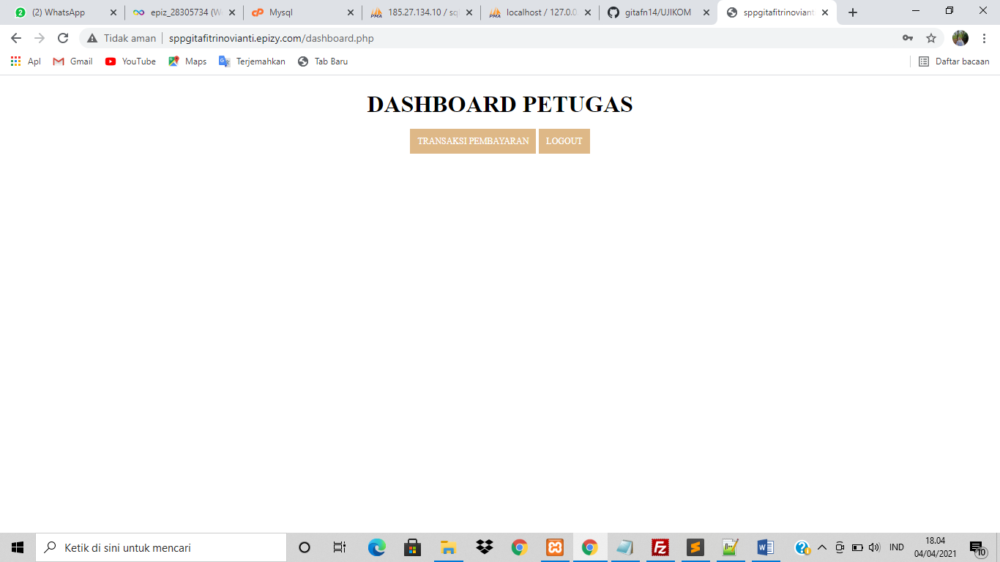 (2) WhatsApp
epiz_28305734 (W
Mysql
185.27.134.10 / sq
localhost / 127.0.0
gitafn14/UJIKOM
sppgitafitrinoviant
Tidak aman
sppgitafitrinovianti.epizy.com/dashboard.php
Apl
Gmail
YouTube
Maps
Terjemahkan
Tab Baru
Daftar bacaan
DASHBOARD PETUGAS
TRANSAKSI PEMBAYARAN
LOGOUT
Ketik di sini untuk mencari
IND
18.04
04/04/2021
10